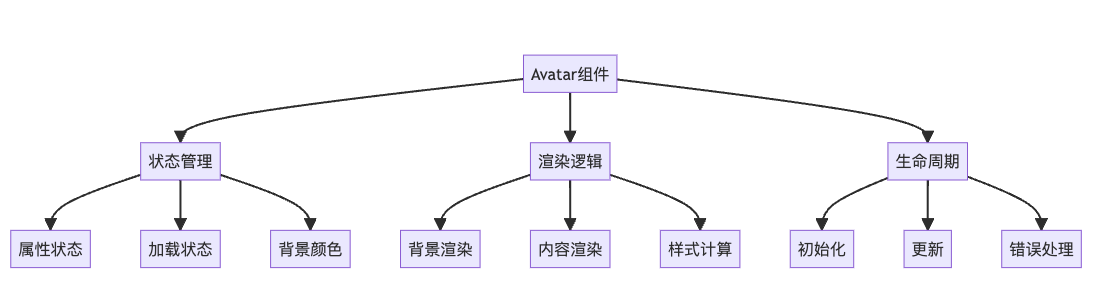 Avatar组件
状态管理
渲染逻辑
生命周期
属性状态
加载状态
背景颜色
背景渲染
内容渲染
样式计算
初始化
更新
错误处理